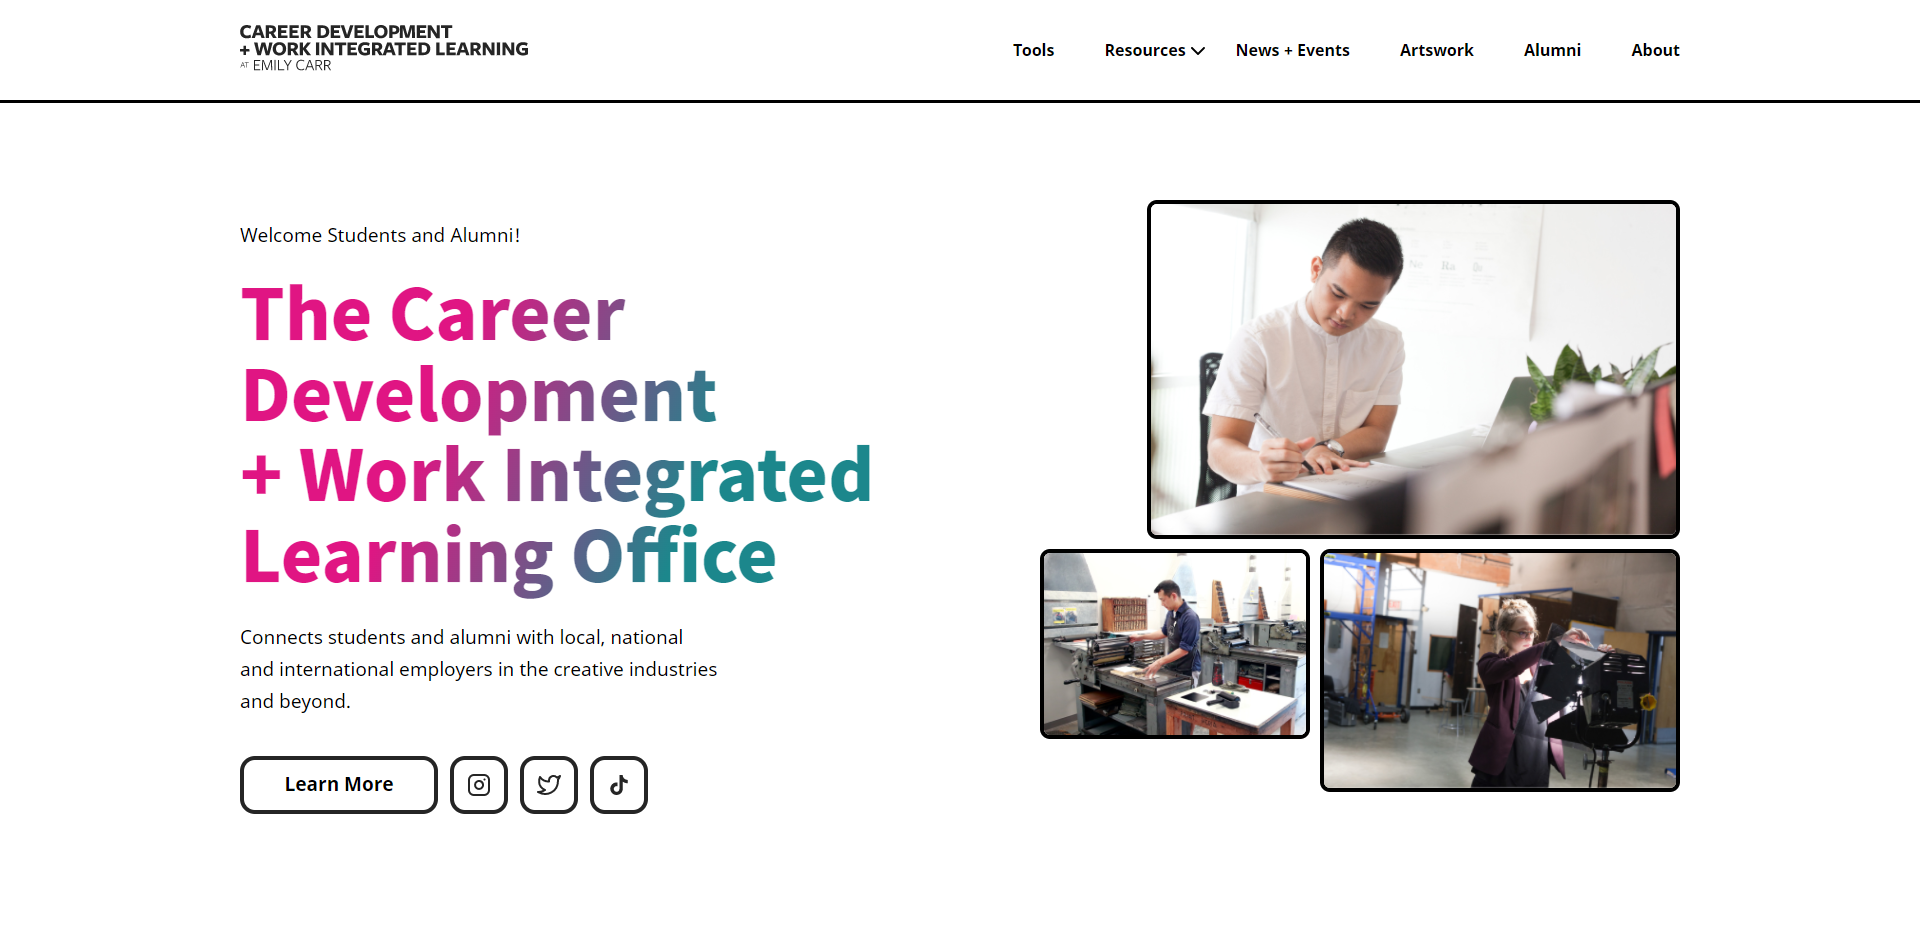 CAREER DEVELOPMENT
+ WORK INTEGRATED LEARNING
AT EMILY CARR
Tools Resources News + Events Artswork Alumni About
Welcome Students and Alumni!
The Career
Development
+ Work Integrated
Learning Office
Connects students and alumni with local, national
and international employers in the creative industries
and beyond.
Learn More
Ne Ra